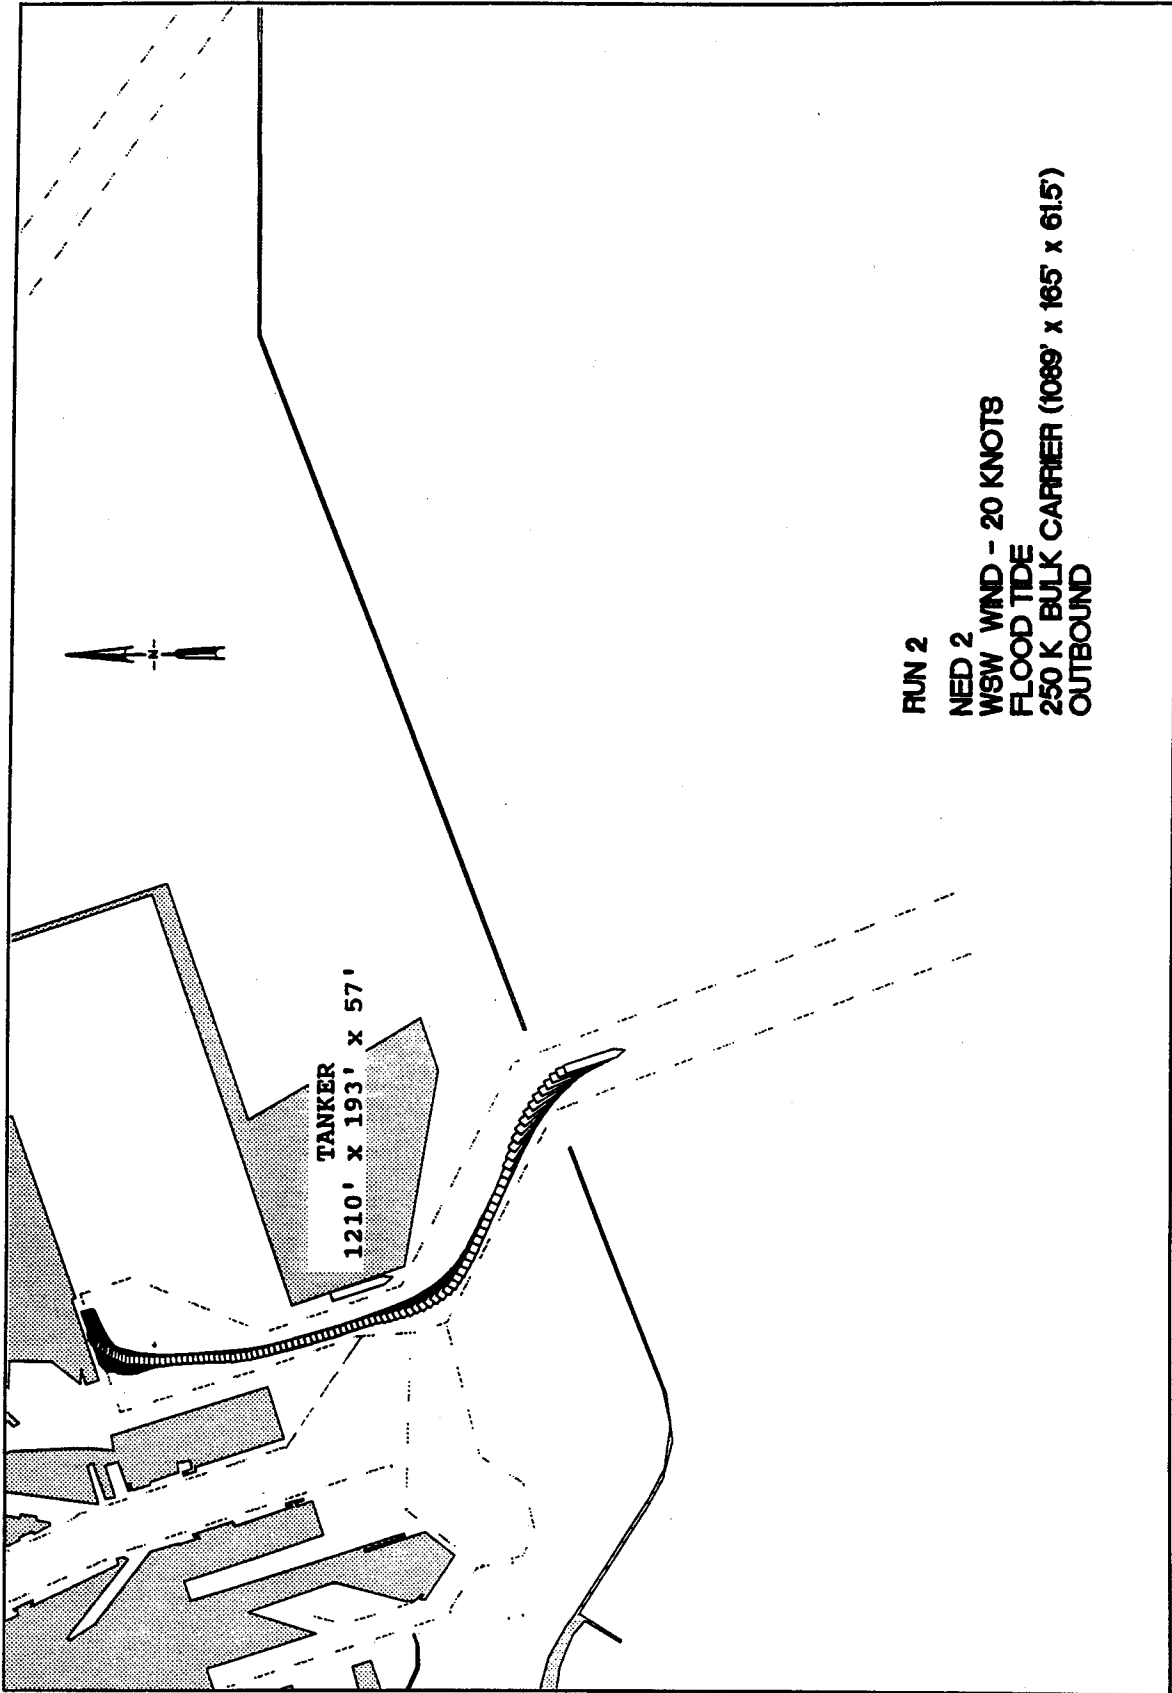 -N-
TANKER
1210' x 193' x 57'
RUN 2
NED 2
WSW WIND - 20 KNOTS
FLOOD TIDE
250 K BULK CARRIER (1089' x 165' x 61.5')
OUTBOUND